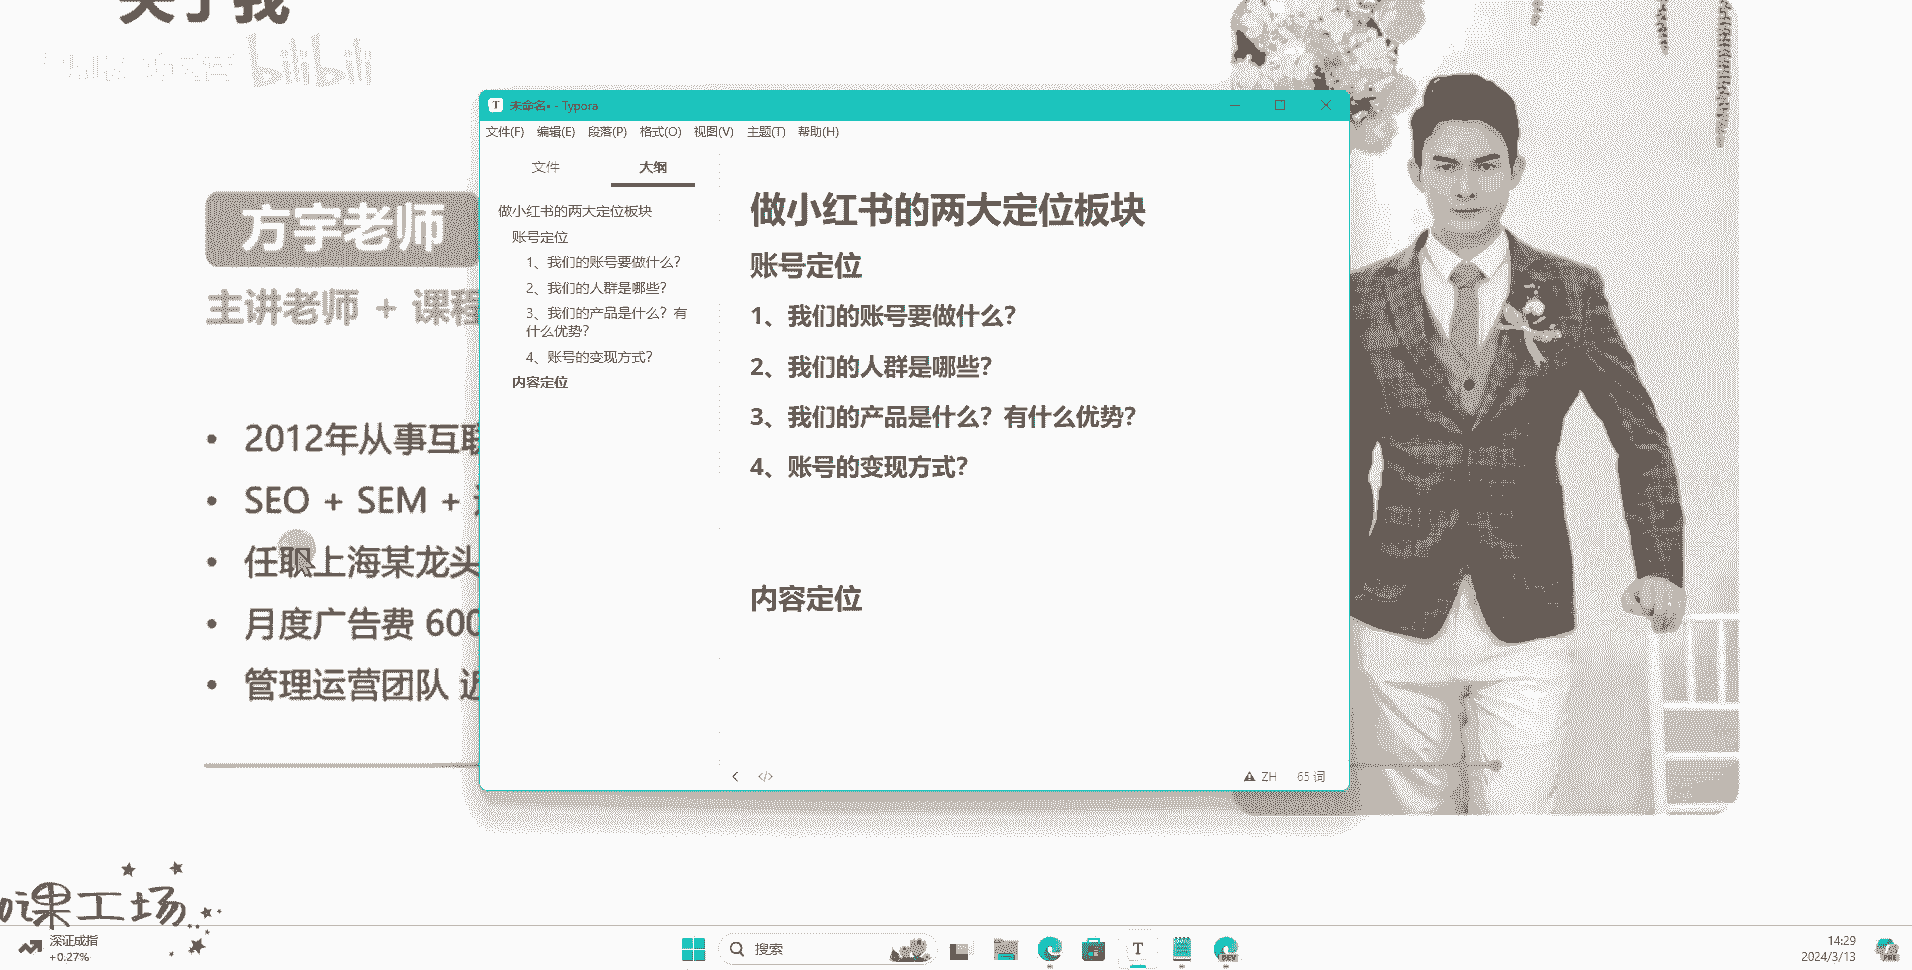 关于我
bilibili
方宇老师
主讲老师 + 课程
• 2012年从事互联
• SEO + SEM +
• 任职上海某龙头
• 月度广告费 600
• 管理运营团队 近
未命名• - Typora
文件(F) 编辑(E) 段落(P) 格式(O) 视图(V) 主题(T) 帮助(H)
文件 大纲
做小红书的两大定位板块
账号定位
1、我们的账号要做什么？
2、我们的人群是哪些？
3、我们的产品是什么？有
什么优势？
4、账号的变现方式？
内容定位
做小红书的两大定位板块
账号定位
1、我们的账号要做什么？
2、我们的人群是哪些？
3、我们的产品是什么？有什么优势？
4、账号的变现方式？
内容定位
ZH 65 词
课工场
深证成指
+0.27%
搜索
T
DEV
14:29
2024/3/13
PRE